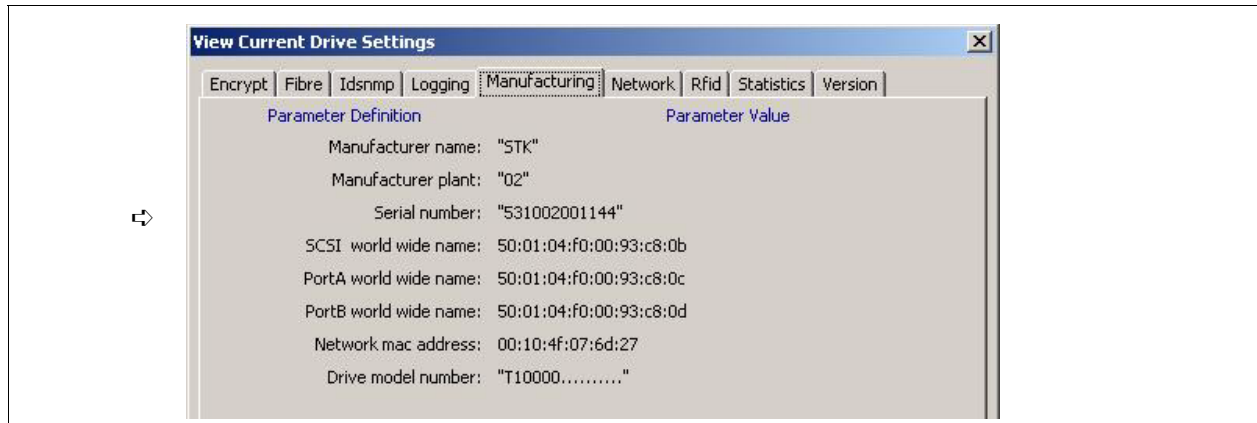 View Current Drive Settings
Encrypt Fibre Idsnmp Logging Manufacturing Network Rfid Statistics Version
Parameter Definition Parameter Value
Manufacturer name: "STK"
Manufacturer plant: "02"
Serial number: "531002001144"
SCSI world wide name: 50:01:04:f0:00:93:c8:0b
PortA world wide name: 50:01:04:f0:00:93:c8:0c
PortB world wide name: 50:01:04:f0:00:93:c8:0d
Network mac address: 00:10:4f:07:6d:27
Drive model number: "T10000.........."